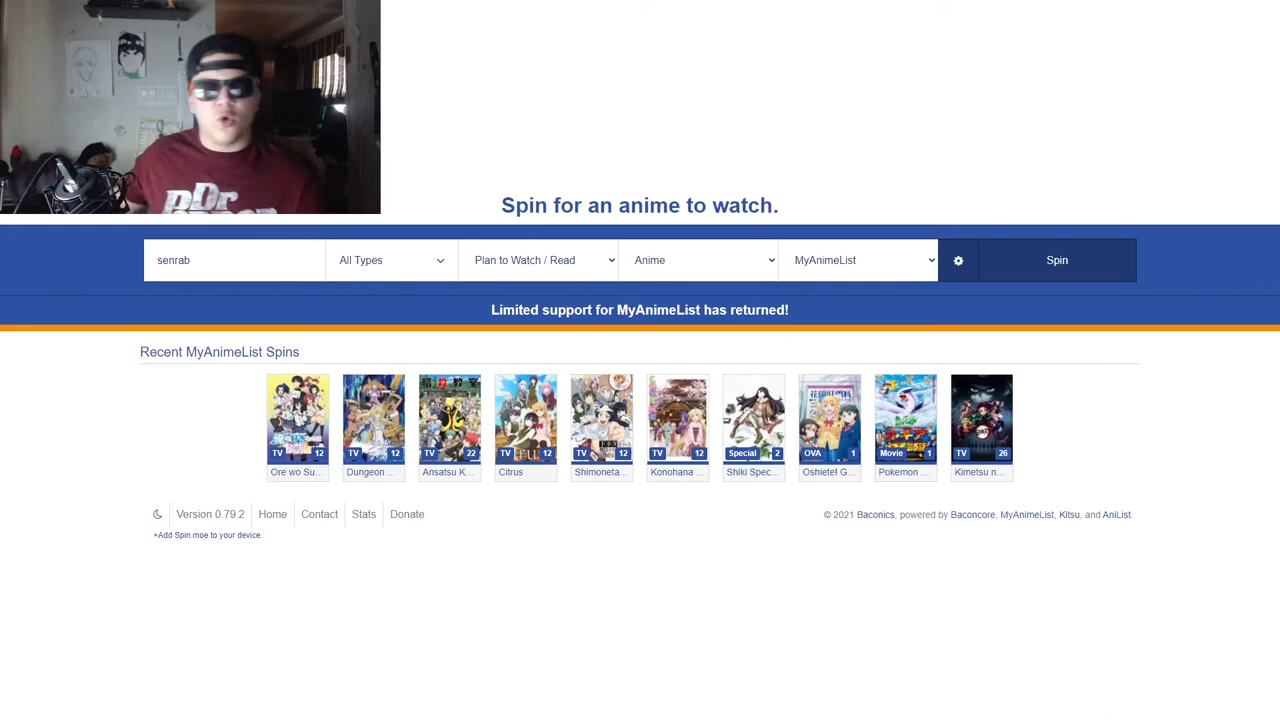 Dr
Spin for an anime to watch.
senrab
All Types
Plan to Watch / Read
Anime
MyAnimeList
Spin
Limited support for MyAnimeList has returned!
Recent MyAnimeList Spins
TV 12
TV 12
TV 22
TV 12
TV 12
TV 12
Special 2
OVA 1
Movie 1
TV 26
Ore wo Su...
Dungeon ...
Ansatsu K...
Citrus
Shimoneta...
Konohana ...
Shiki Spec...
Oshiete! G...
Pokemon ...
Kimetsu n...
Version 0.79.2
Home
Contact
Stats
Donate
© 2021 Baconics, powered by Baconcore, MyAnimeList, Kitsu, and AniList.
+Add Spin.moe to your device.